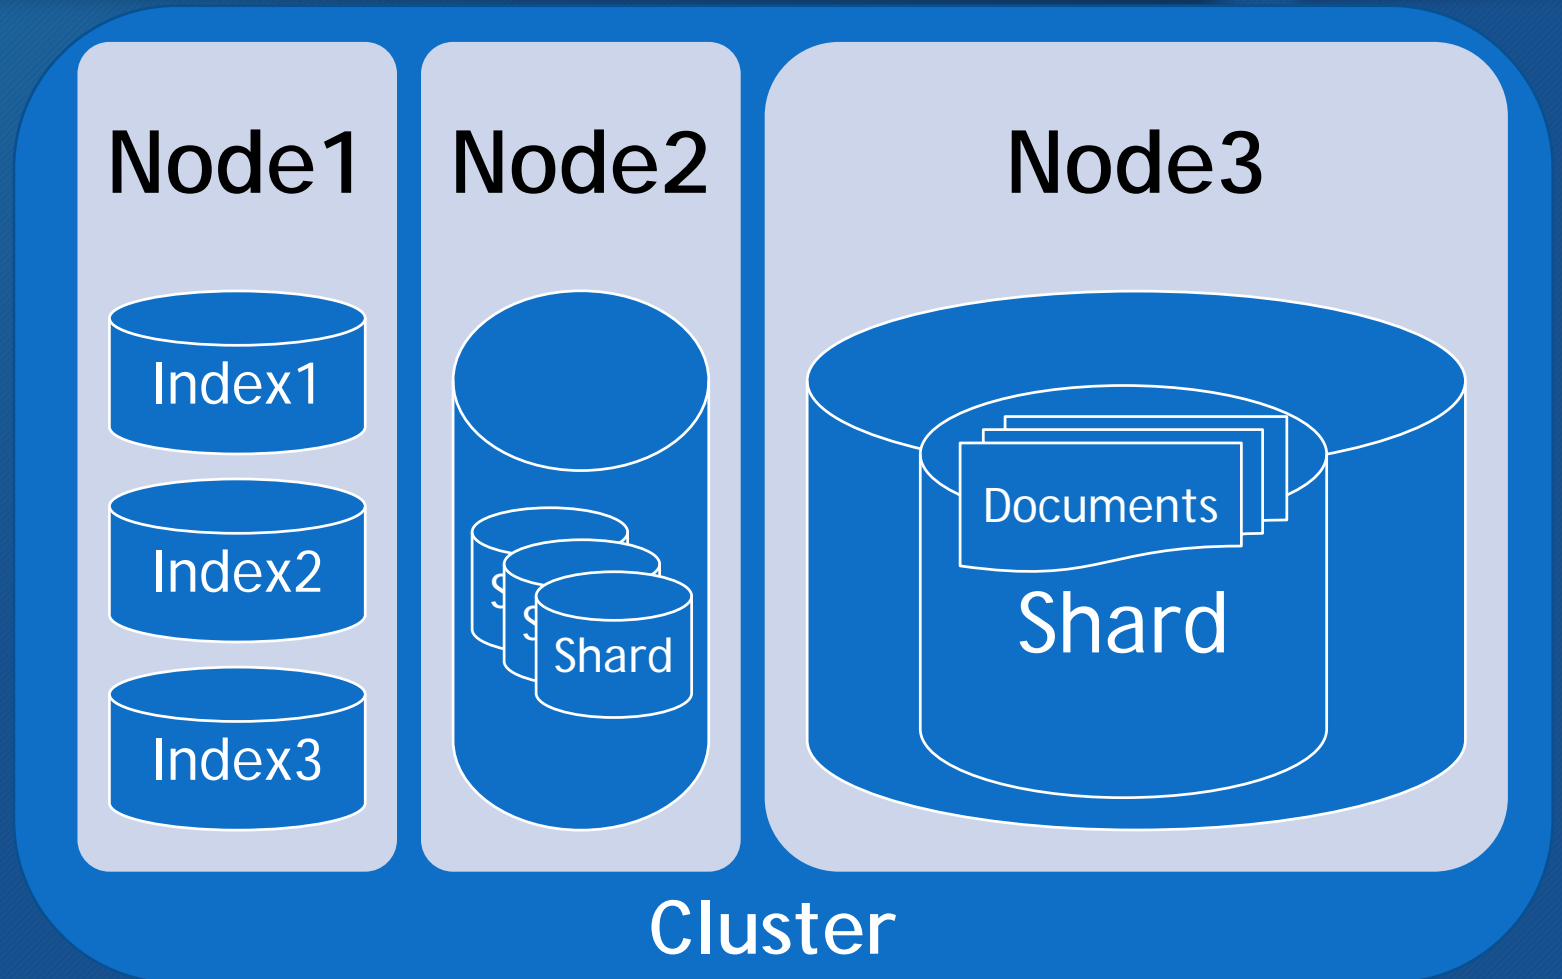 Node1
Node2
Node3
Index1
Index2
Index3
Shard
Documents
Shard
Cluster